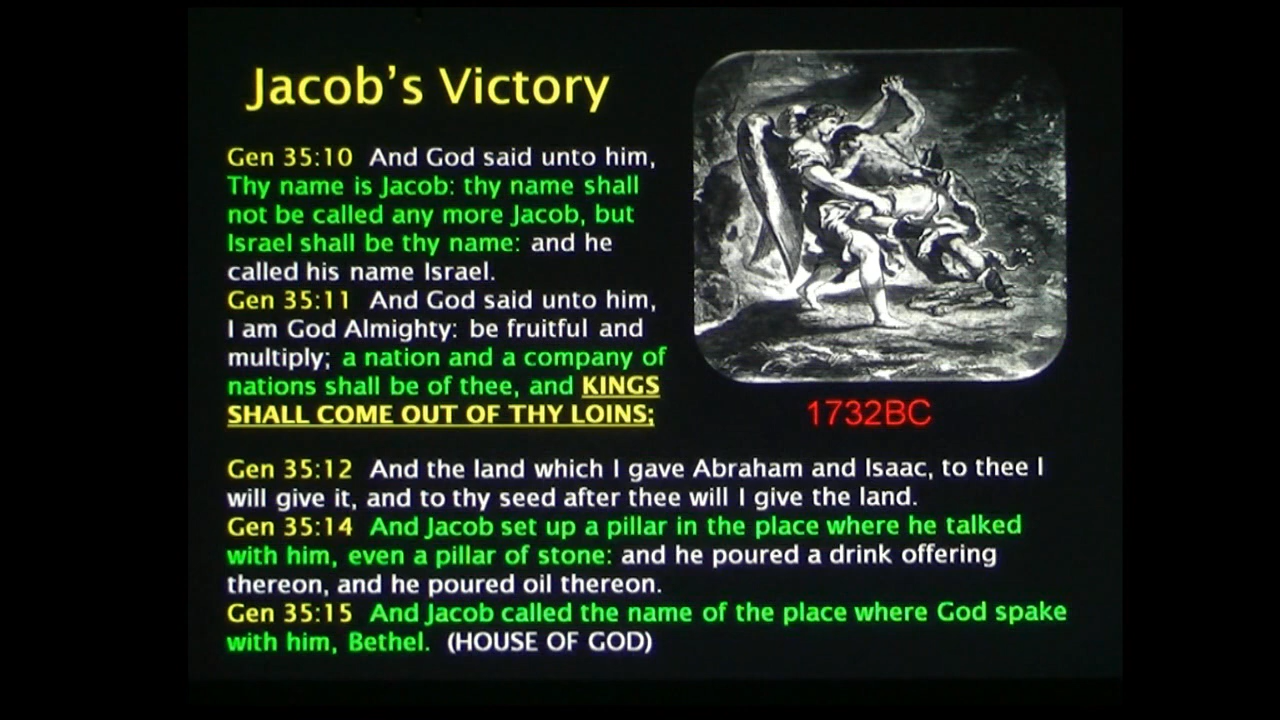 Jacob's Victory
Gen 35:10 And God said unto him,
Thy name is Jacob: thy name shall
not be called any more Jacob, but
Israel shall be thy name: and he
called his name Israel.
Gen 35:11 And God said unto him,
I am God Almighty: be fruitful and
multiply; a nation and a company of
nations shall be of thee, and KINGS
SHALL COME OUT OF THY LOINS;
1732BC
Gen 35:12 And the land which I gave Abraham and Isaac, to thee I
will give it, and to thy seed after thee will I give the land.
Gen 35:14 And Jacob set up a pillar in the place where he talked
with him, even a pillar of stone: and he poured a drink offering
thereon, and he poured oil thereon.
Gen 35:15 And Jacob called the name of the place where God spake
with him, Bethel. (HOUSE OF GOD)